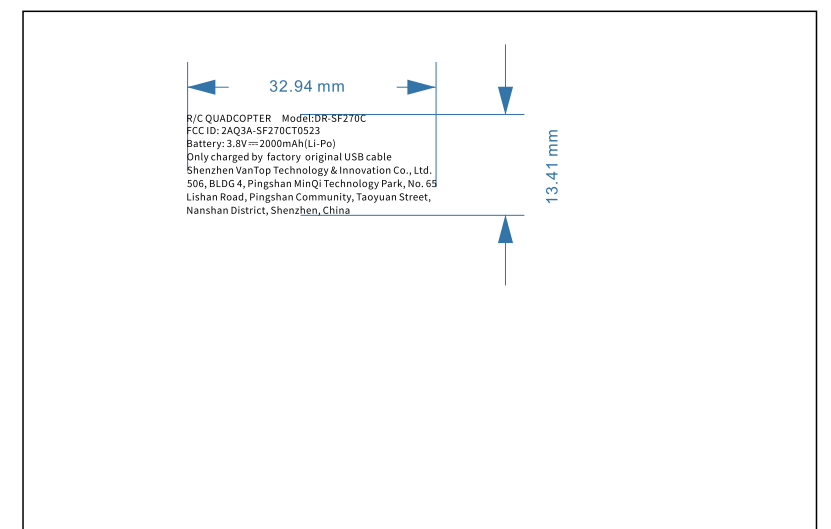 32.94 mm
R/C QUADCOPTER Model:DR-SF270C
FCC ID: 2AQ3A-SF270CT0523
Battery: 3.8V⎓2000mAh(Li-Po)
Only charged by factory original USB cable
Shenzhen VanTop Technology & Innovation Co., Ltd.
506, BLDG 4, Pingshan MinQi Technology Park, No. 65
Lishan Road, Pingshan Community, Taoyuan Street,
Nanshan District, Shenzhen, China
13.41 mm